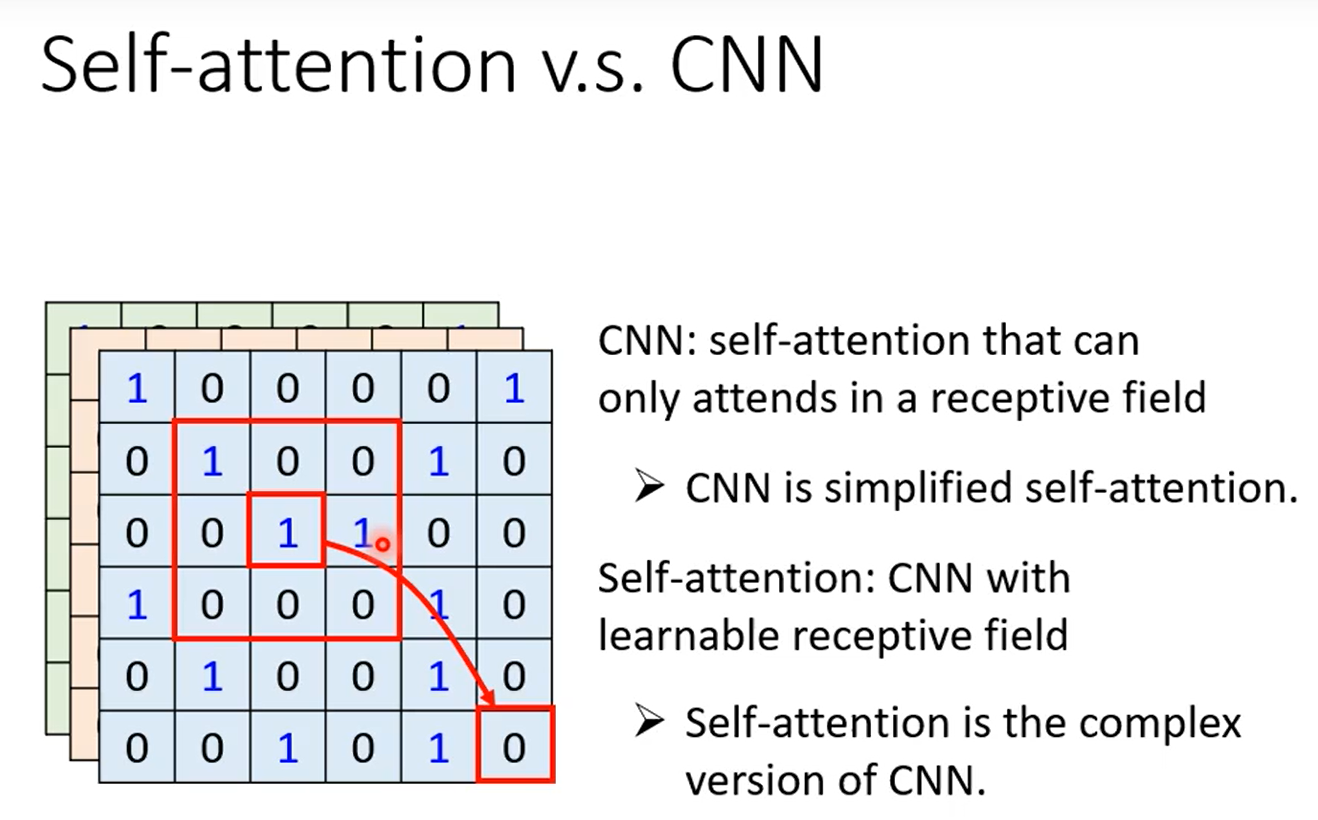 Self-attention v.s. CNN
1 0 0 0 0 1
0 1 0 0 1 0
0 0 1 1 0 0
1 0 0 0 1 0
0 1 0 0 1 0
0 0 1 0 1 0
CNN: self-attention that can
only attends in a receptive field
➢ CNN is simplified self-attention.
Self-attention: CNN with
learnable receptive field
➢ Self-attention is the complex
version of CNN.